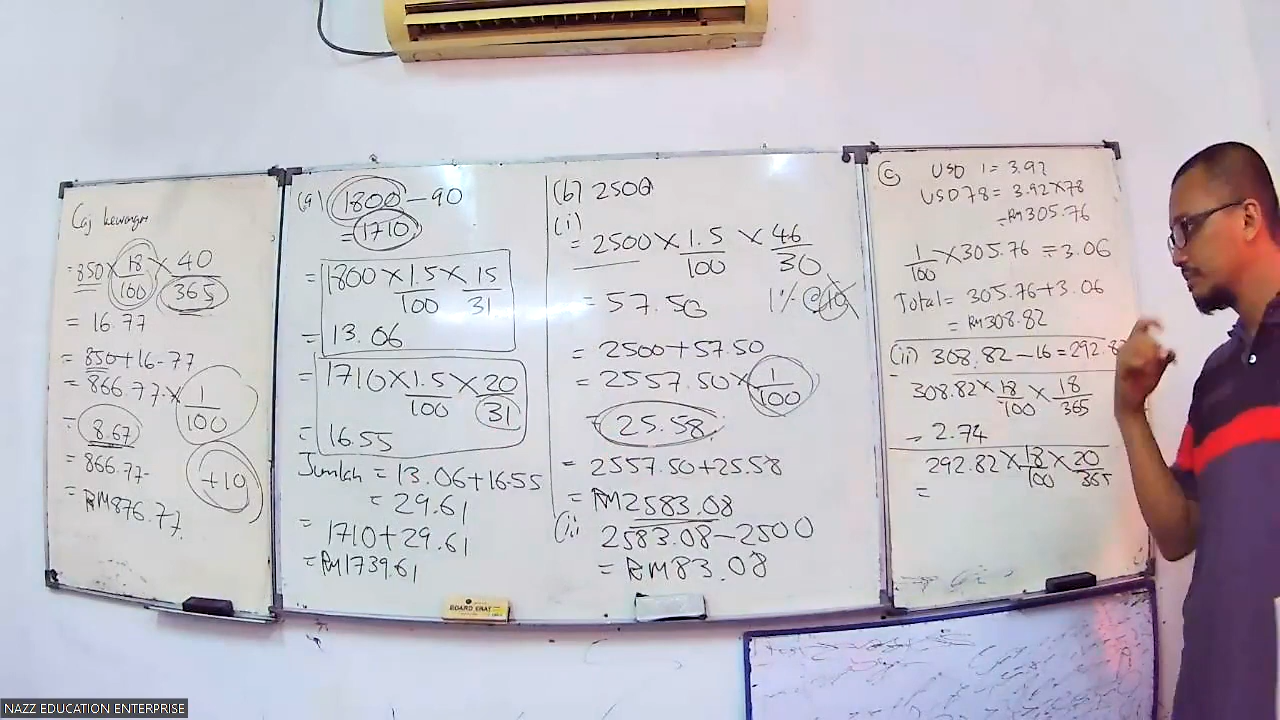 Caj kewangan
= 850 × 18/100 × 40/365
= 16.77
= 850 + 16.77
= 866.77 × 1/100
= 8.67
= 866.77-
+10
= RM876.77
(a) 1800 – 90
= 1710
= 1800 × 1.5/100 × 15/31
= 13.06
= 1710 × 1.5/100 × 20/31
= 16.55
Jumlah = 13.06 + 16.55
= 29.61
= 1710 + 29.61
= RM1739.61
(b) 2500
(i)
= 2500 × 1.5/100 × 46/30
= 57.50
1% @ 10
= 2500 + 57.50
= 2557.50 × 1/100
= 25.58
= 2557.50 + 25.58
= RM2583.08
(ii) 2583.08 – 2500
= RM83.08
(c) USD 1 = 3.92
USD 78 = 3.92 × 78
= RM305.76
1/100 × 305.76 = 3.06
Total = 305.76 + 3.06
= RM308.82
(ii) 308.82 – 16 = 292.8
308.82 × 18/100 × 18/365
= 2.74
292.82 × 18/100 × 20/365
=
BOARD ERAT
NAZZ EDUCATION ENTERPRISE